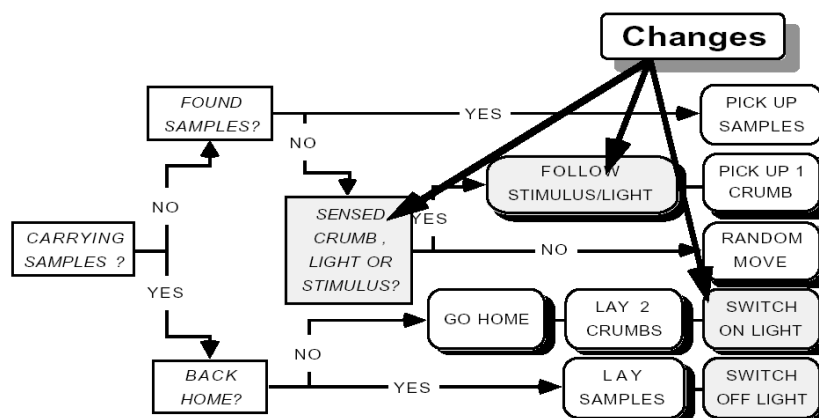 Changes
FOUND
SAMPLES?
YES
PICK UP
SAMPLES
NO
FOLLOW
STIMULUS/LIGHT
PICK UP 1
CRUMB
NO
SENSED
CRUMB ,
LIGHT OR
STIMULUS?
YES
NO
RANDOM
MOVE
CARRYING
SAMPLES ?
YES
GO HOME
LAY 2
CRUMBS
SWITCH
ON LIGHT
NO
BACK
HOME?
YES
LAY
SAMPLES
SWITCH
OFF LIGHT